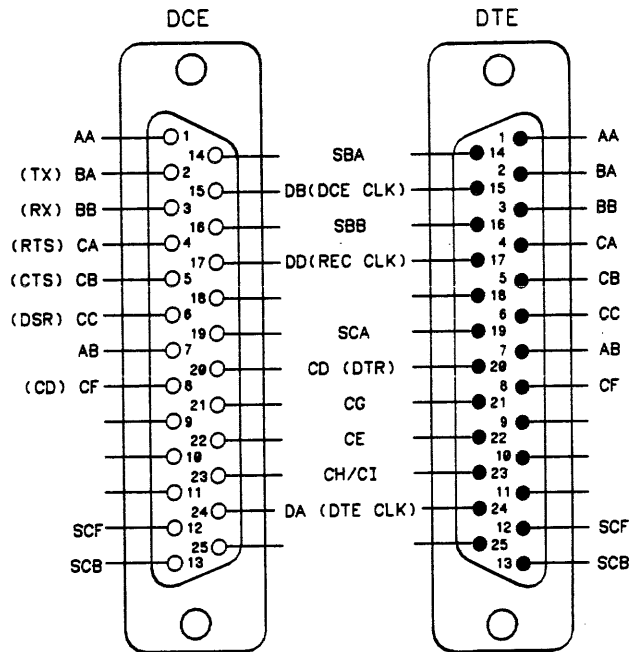 DCE DTE
AA 1 1 AA
14 SBA 14
(TX) BA 2 2 BA
15 DB(DCE CLK) 15
(RX) BB 3 3 BB
16 SBB 16
(RTS) CA 4 4 CA
17 DD(REC CLK) 17
(CTS) CB 5 5 CB
18 18
(DSR) CC 6 6 CC
19 SCA 19
AB 7 7 AB
20 CD (DTR) 20
(CD) CF 8 8 CF
21 CG 21
9 9
22 CE 22
10 10
23 CH/CI 23
11 11
24 DA (DTE CLK) 24
SCF 12 12 SCF
25 25
SCB 13 13 SCB